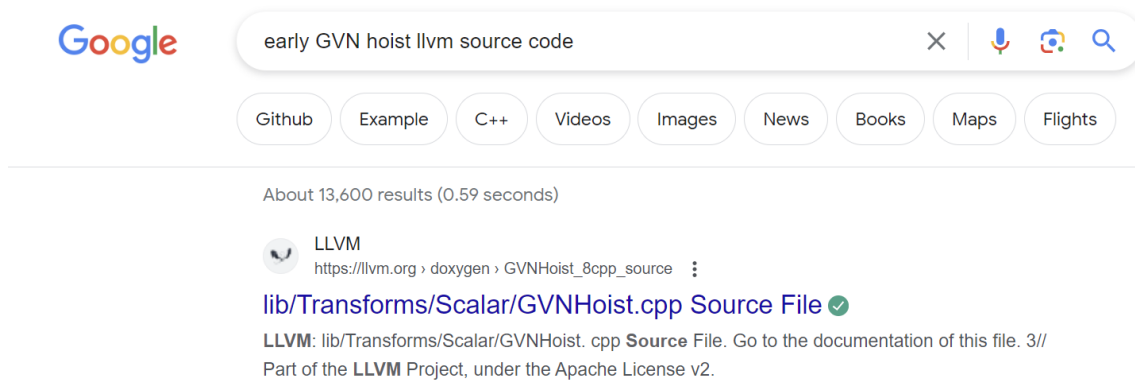 Google
early GVN hoist llvm source code
Github Example C++ Videos Images News Books Maps Flights
About 13,600 results (0.59 seconds)
LLVM
https://llvm.org › doxygen › GVNHoist_8cpp_source
lib/Transforms/Scalar/GVNHoist.cpp Source File
LLVM: lib/Transforms/Scalar/GVNHoist. cpp Source File. Go to the documentation of this file. 3//
Part of the LLVM Project, under the Apache License v2.